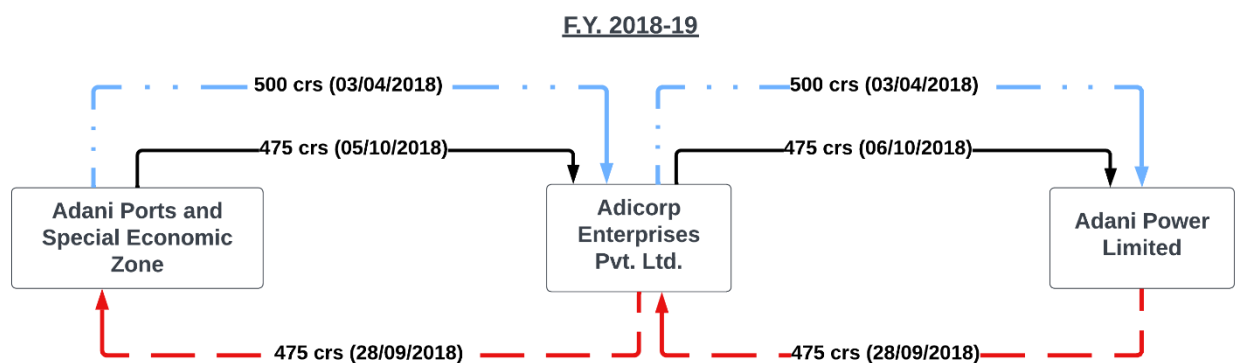 F.Y. 2018-19
500 crs (03/04/2018)
500 crs (03/04/2018)
475 crs (05/10/2018)
475 crs (06/10/2018)
Adani Ports and
Special Economic
Zone
Adicorp
Enterprises
Pvt. Ltd.
Adani Power
Limited
475 crs (28/09/2018)
475 crs (28/09/2018)